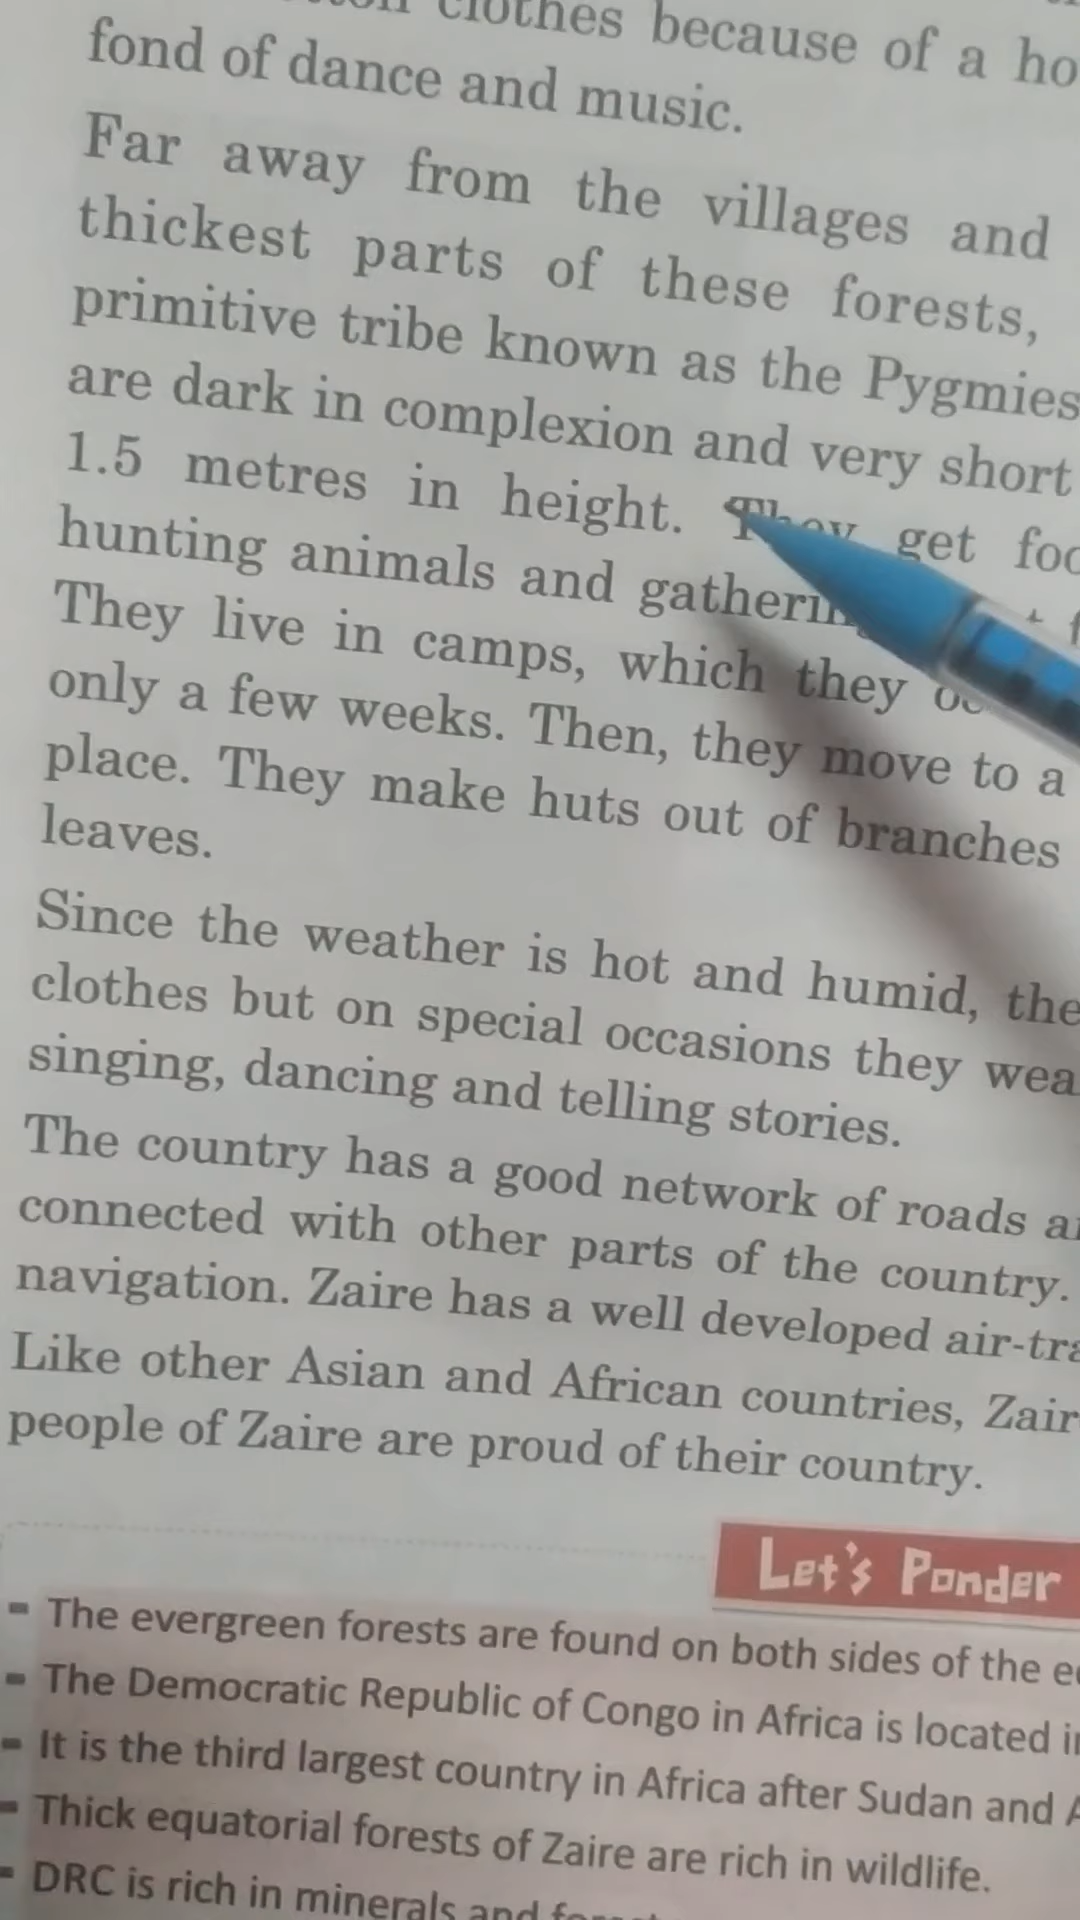 clothes because of a ho
fond of dance and music.
Far away from the villages and
thickest parts of these forests,
primitive tribe known as the Pygmies
are dark in complexion and very short
1.5 metres in height. They get foo
hunting animals and gatherin
They live in camps, which they
only a few weeks. Then, they move to a
place. They make huts out of branches
leaves.
Since the weather is hot and humid, the
clothes but on special occasions they wea
singing, dancing and telling stories.
The country has a good network of roads a
connected with other parts of the country.
navigation. Zaire has a well developed air-tra
Like other Asian and African countries, Zair
people of Zaire are proud of their country.
Let's Ponder
- The evergreen forests are found on both sides of the e
- The Democratic Republic of Congo in Africa is located i
- It is the third largest country in Africa after Sudan and A
- Thick equatorial forests of Zaire are rich in wildlife.
- DRC is rich in minerals and